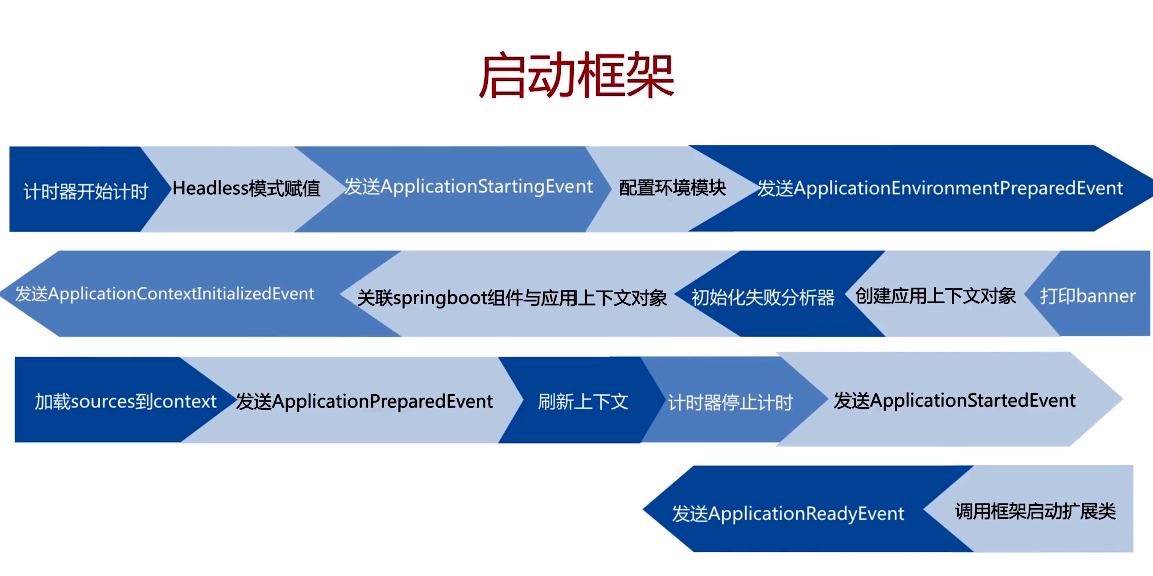 启动框架
计时器开始计时
Headless模式赋值
发送ApplicationStartingEvent
配置环境模块
发送ApplicationEnvironmentPreparedEvent
打印banner
创建应用上下文对象
初始化失败分析器
关联springboot组件与应用上下文对象
发送ApplicationContextInitializedEvent
加载sources到context
发送ApplicationPreparedEvent
刷新上下文
计时器停止计时
发送ApplicationStartedEvent
调用框架启动扩展类
发送ApplicationReadyEvent